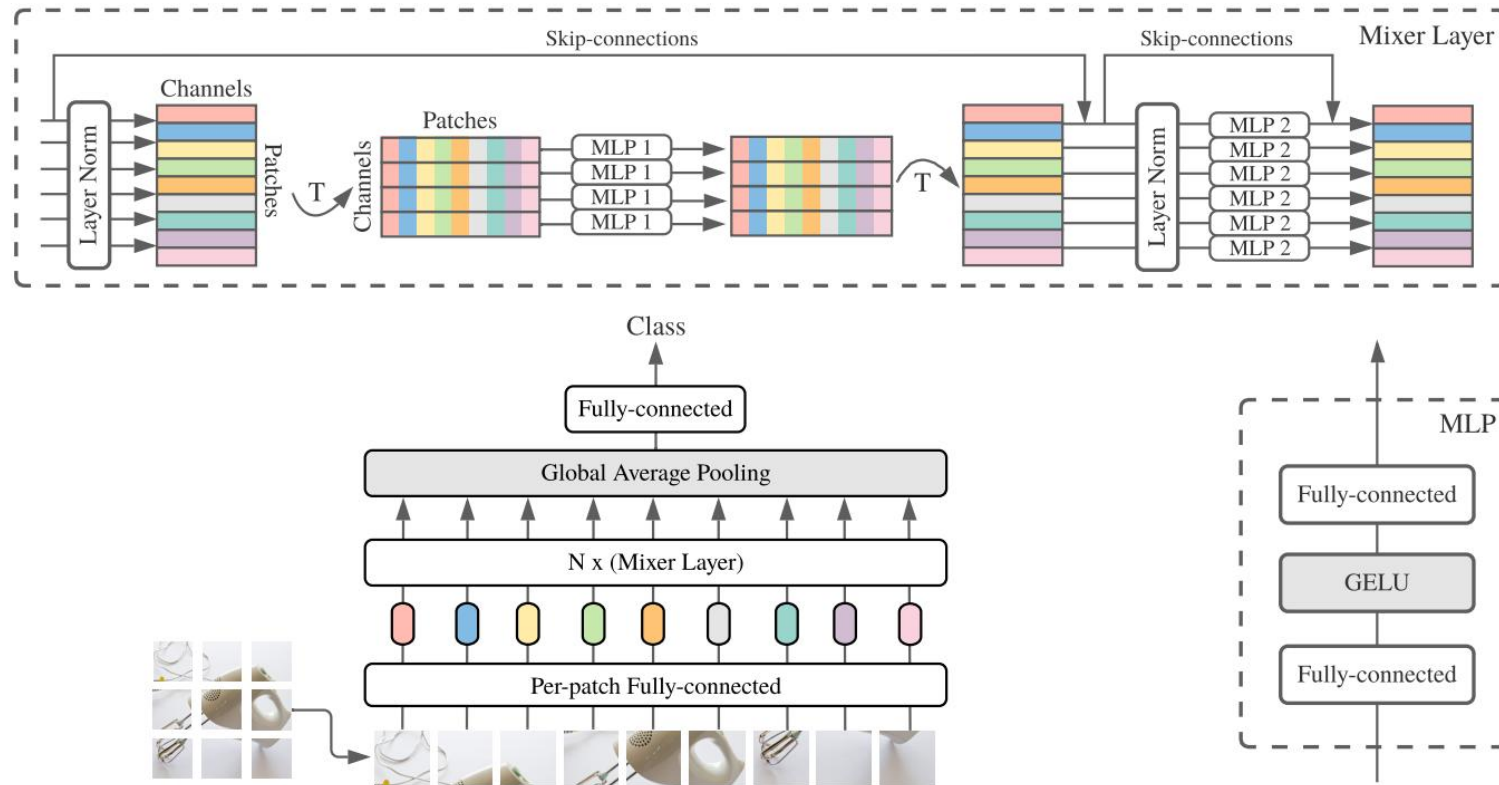 Skip-connections
Skip-connections
Mixer Layer
Channels
Layer Norm
Patches
T
Patches
Channels
MLP 1
MLP 1
MLP 1
MLP 1
T
Layer Norm
MLP 2
MLP 2
MLP 2
MLP 2
MLP 2
MLP 2
Class
Fully-connected
Global Average Pooling
N x (Mixer Layer)
Per-patch Fully-connected
MLP
Fully-connected
GELU
Fully-connected